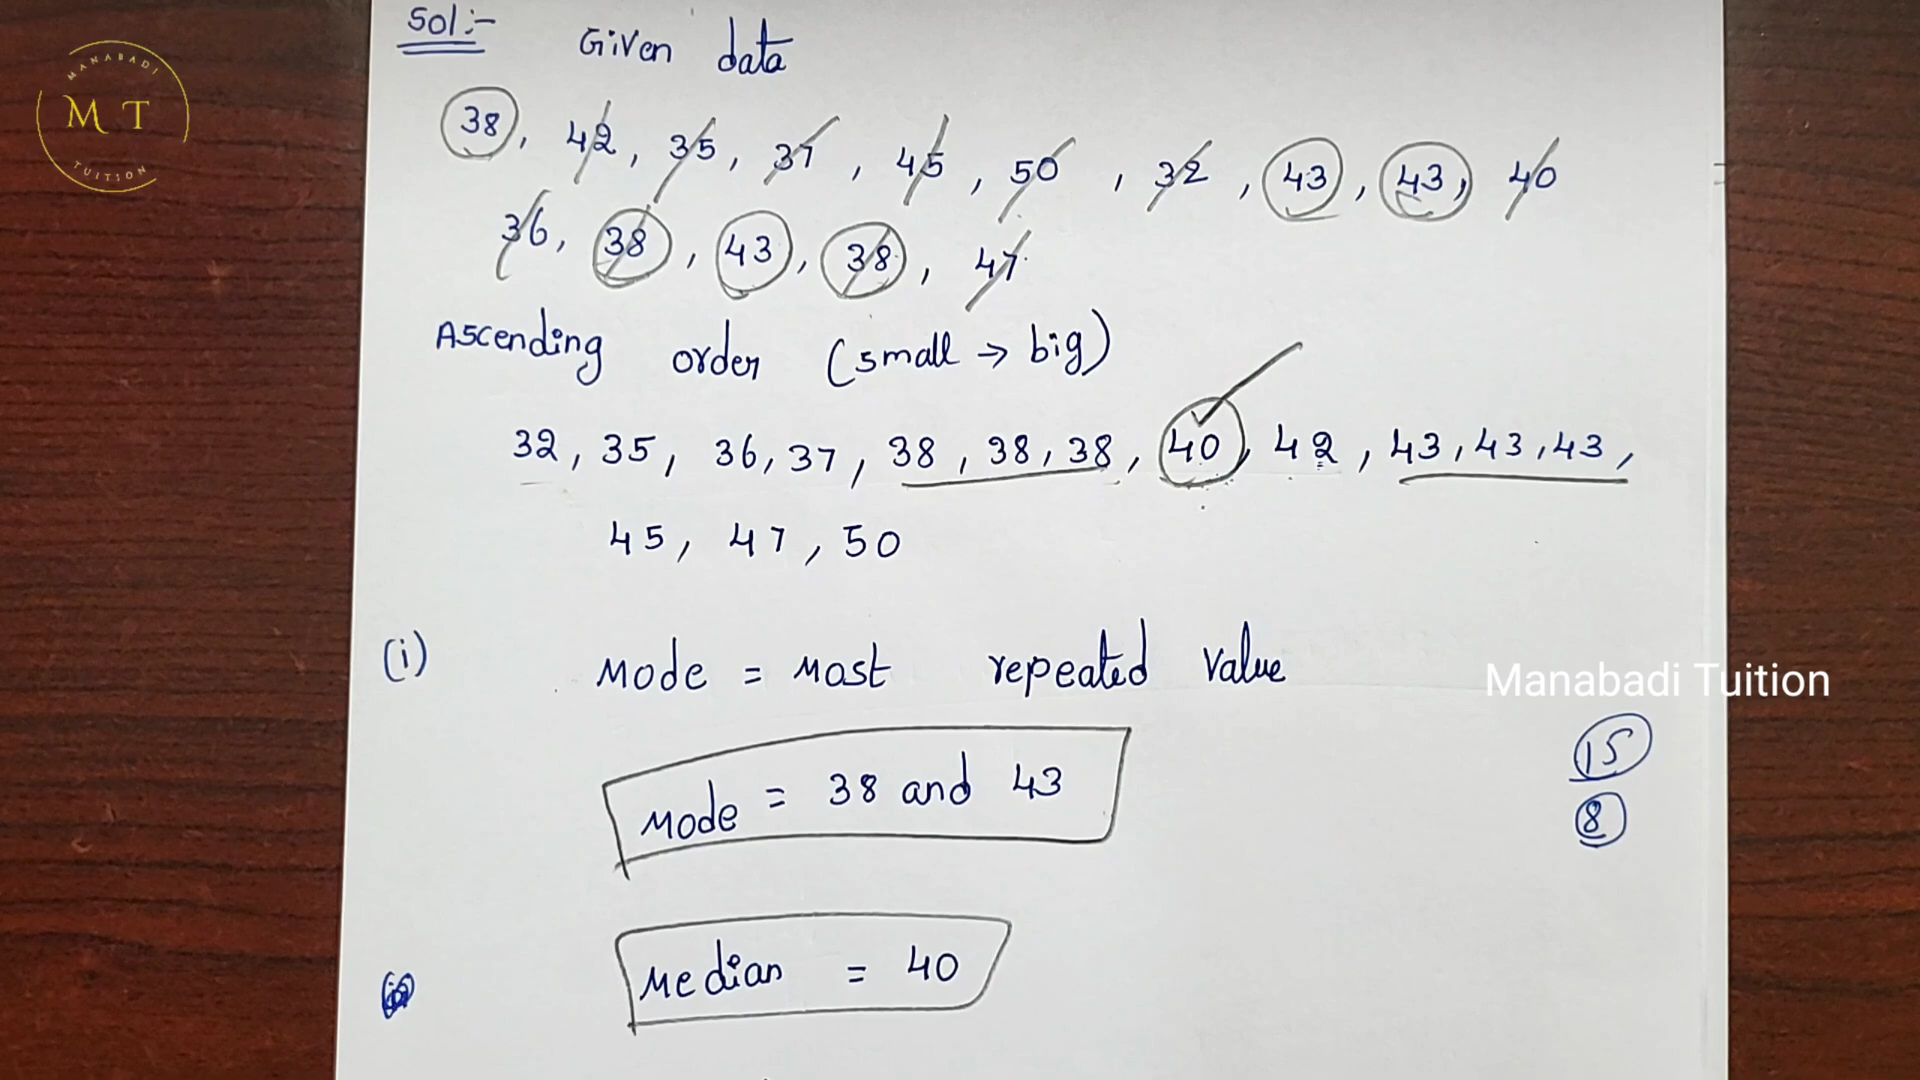 Sol:-
Given data
MANABADI
M T
TUITION
38, 42, 35, 37, 45, 50, 32, 43, 43, 40
36, 38, 43, 38, 47
Ascending order (small → big)
32, 35, 36, 37, 38, 38, 38, 40, 42, 43, 43, 43,
45, 47, 50
(i) Mode = Most repeated value
Manabadi Tuition
15
8
Mode = 38 and 43
Median = 40